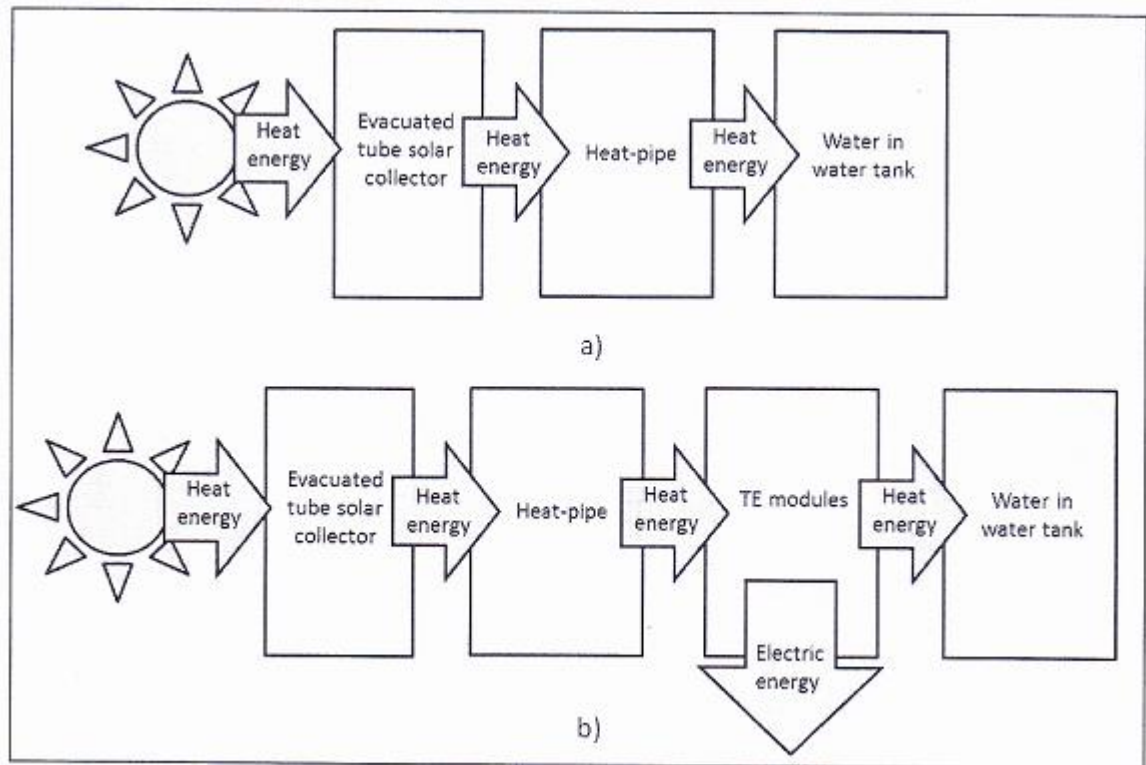 Heat
energy
Evacuated
tube solar
collector
Heat
energy
Heat-pipe
Heat
energy
Water in
water tank
a)
Heat
energy
Evacuated
tube solar
collector
Heat
energy
Heat-pipe
Heat
energy
TE modules
Heat
energy
Water in
water tank
Electric
energy
b)